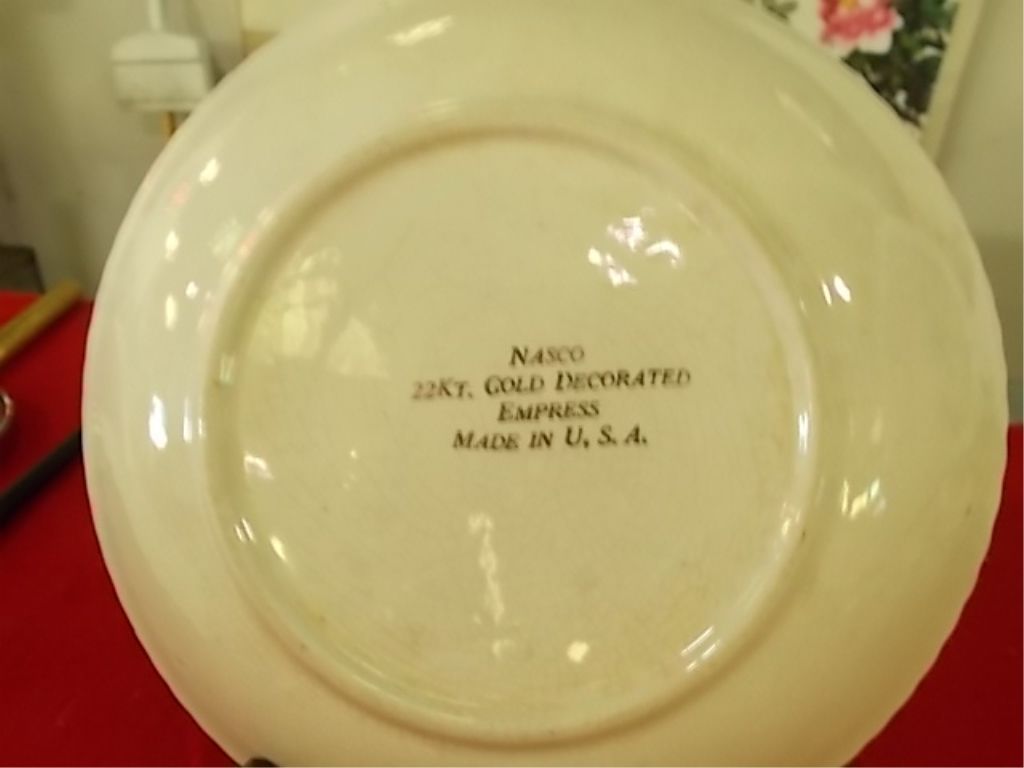 NASCO
22KT. GOLD DECORATED
EMPRESS
MADE IN U. S. A.